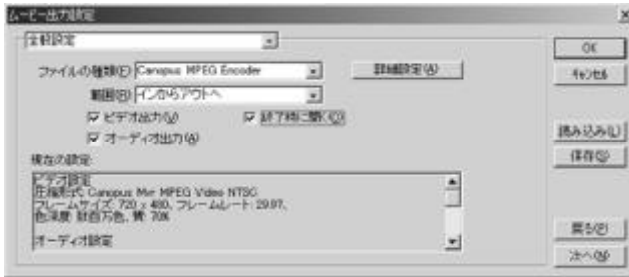 ムービー出力設定
全般設定
OK
ファイルの種類(F) Canopus MPEG Encoder
詳細設定(A)
キャンセル
範囲(R) インからアウトへ
ビデオ出力(V)
終了時に開く(O)
オーディオ出力(A)
読み込み(L)
現在の設定:
保存(S)
ビデオ設定
圧縮形式: Canopus Mvr MPEG Video NTSC
フレームサイズ: 720 x 480、フレームレート: 29.97、
色深度: 数百万色、質: 70%
オーディオ設定
戻る(P)
次へ(N)